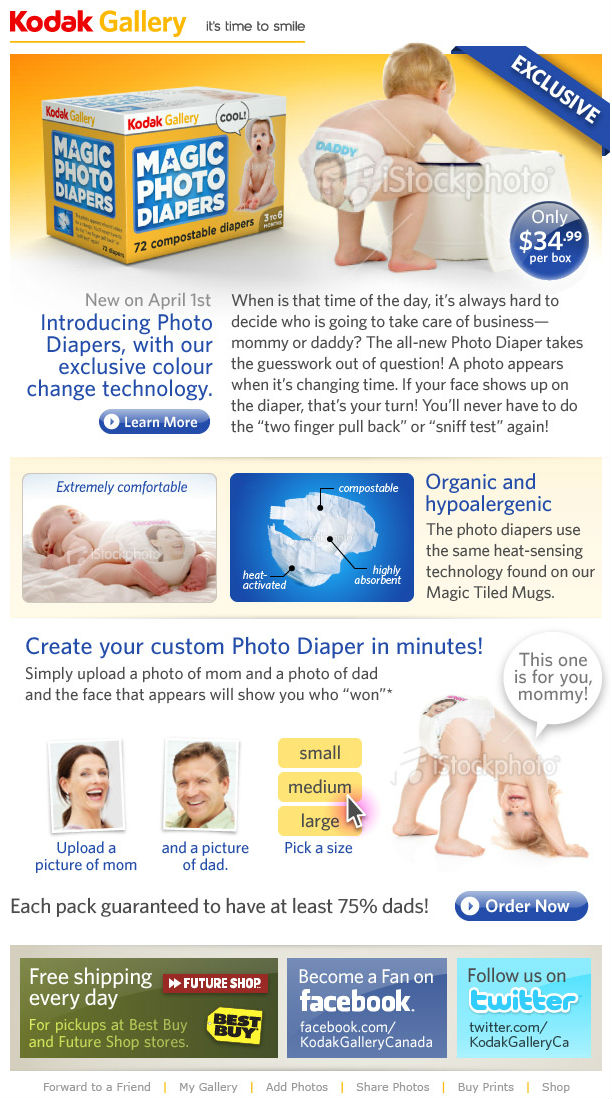 Kodak Gallery it's time to smile
EXCLUSIVE
Kodak Gallery
Kodak Gallery
COOL!
MAGIC
PHOTO
DIAPERS
MAGIC
PHOTO
DIAPERS
72 compostable diapers
3 TO 6
MONTHS
72 diapers
DADDY
iStockphoto
Only
$34.99
per box
New on April 1st
Introducing Photo
Diapers, with our
exclusive colour
change technology.
Learn More
When is that time of the day, it's always hard to
decide who is going to take care of business—
mommy or daddy? The all-new Photo Diaper takes
the guesswork out of question! A photo appears
when it's changing time. If your face shows up on
the diaper, that's your turn! You'll never have to do
the “two finger pull back” or “sniff test” again!
Extremely comfortable
iStockphoto
compostable
heat-
activated
highly
absorbent
Organic and
hypoallergenic
The photo diapers use
the same heat-sensing
technology found on our
Magic Tiled Mugs.
Create your custom Photo Diaper in minutes!
Simply upload a photo of mom and a photo of dad
and the face that appears will show you who “won”*
This one
is for you,
mommy!
iStockphoto
Upload a
picture of mom
and a picture
of dad.
small
medium
large
Pick a size
Each pack guaranteed to have at least 75% dads!
Order Now
Free shipping
every day
FUTURE SHOP
For pickups at Best Buy
and Future Shop stores.
BEST
BUY
Become a Fan on
facebook.
facebook.com/
KodakGalleryCanada
Follow us on
twitter
twitter.com/
KodakGalleryCa
Forward to a Friend | My Gallery | Add Photos | Share Photos | Buy Prints | Shop